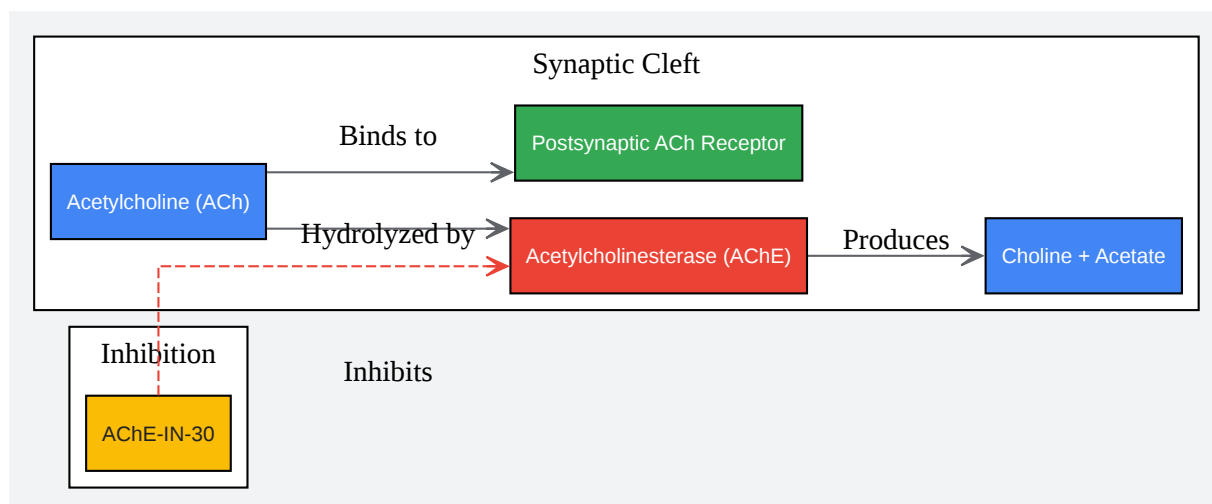 Synaptic Cleft
Binds to
Postsynaptic ACh Receptor
Acetylcholine (ACh)
Hydrolyzed by
Acetylcholinesterase (AChE)
Produces
Choline + Acetate
Inhibition
Inhibits
AChE-IN-30